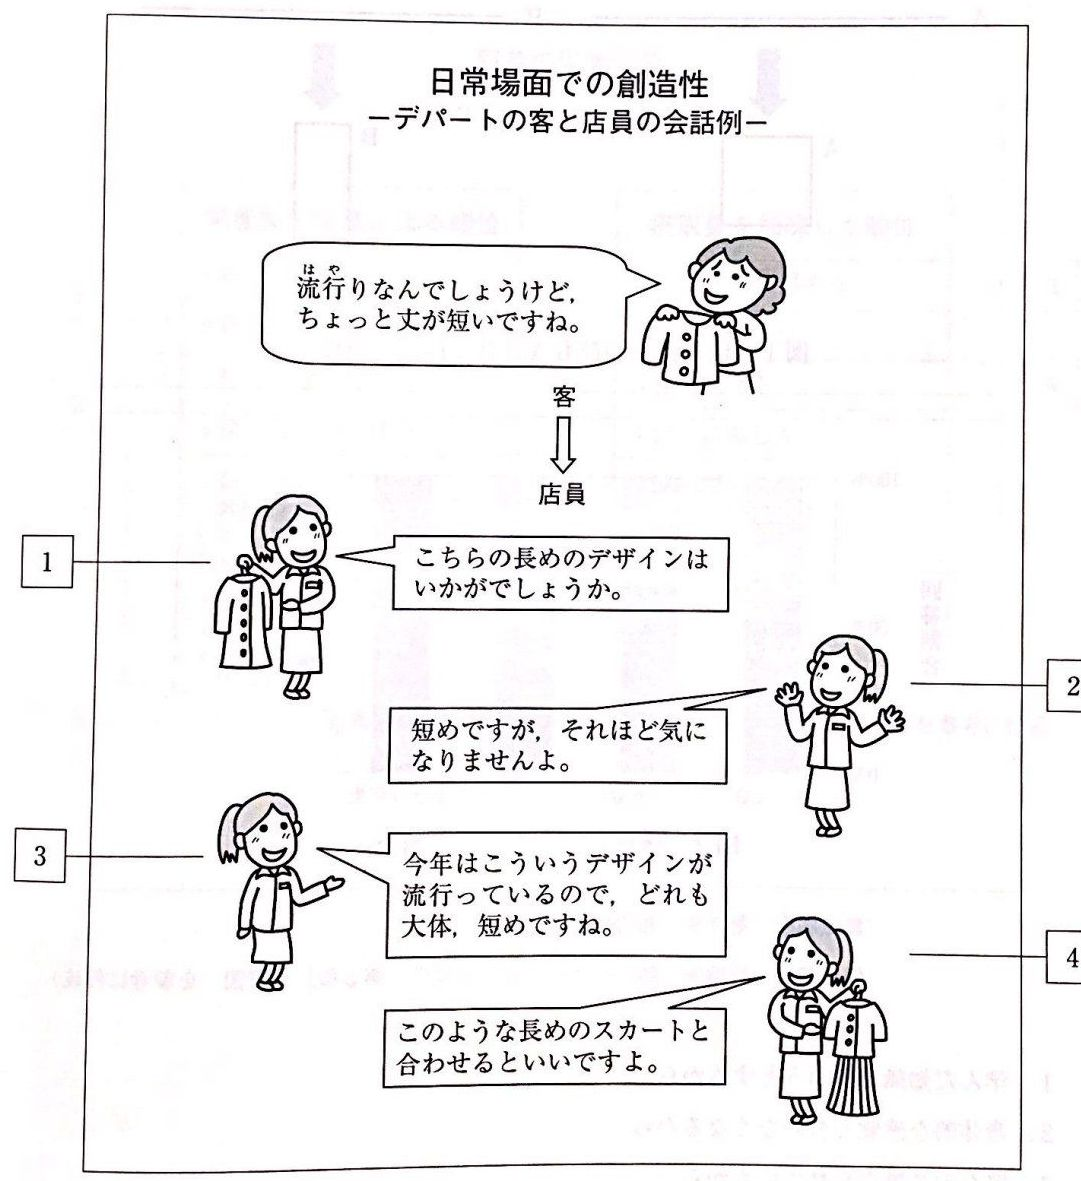 日常場面での創造性
－デパートの客と店員の会話例－
はや
流行りなんでしょうけど，
ちょっと丈が短いですね。
客
店員
1
こちらの長めのデザインは
いかがでしょうか。
2
短めですが，それほど気に
なりませんよ。
3
今年はこういうデザインが
流行っているので，どれも
大体，短めですね。
4
このような長めのスカートと
合わせるといいですよ。